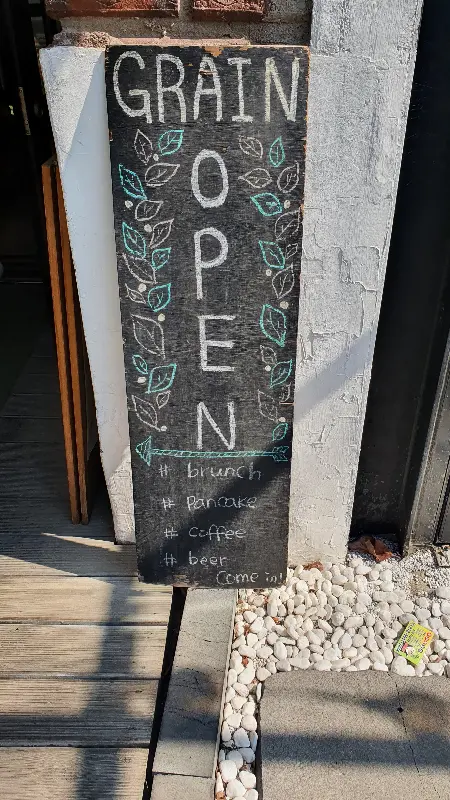 GRAIN
O
P
E
N
# brunch
# Pancake
# coffee
# beer
Come in!